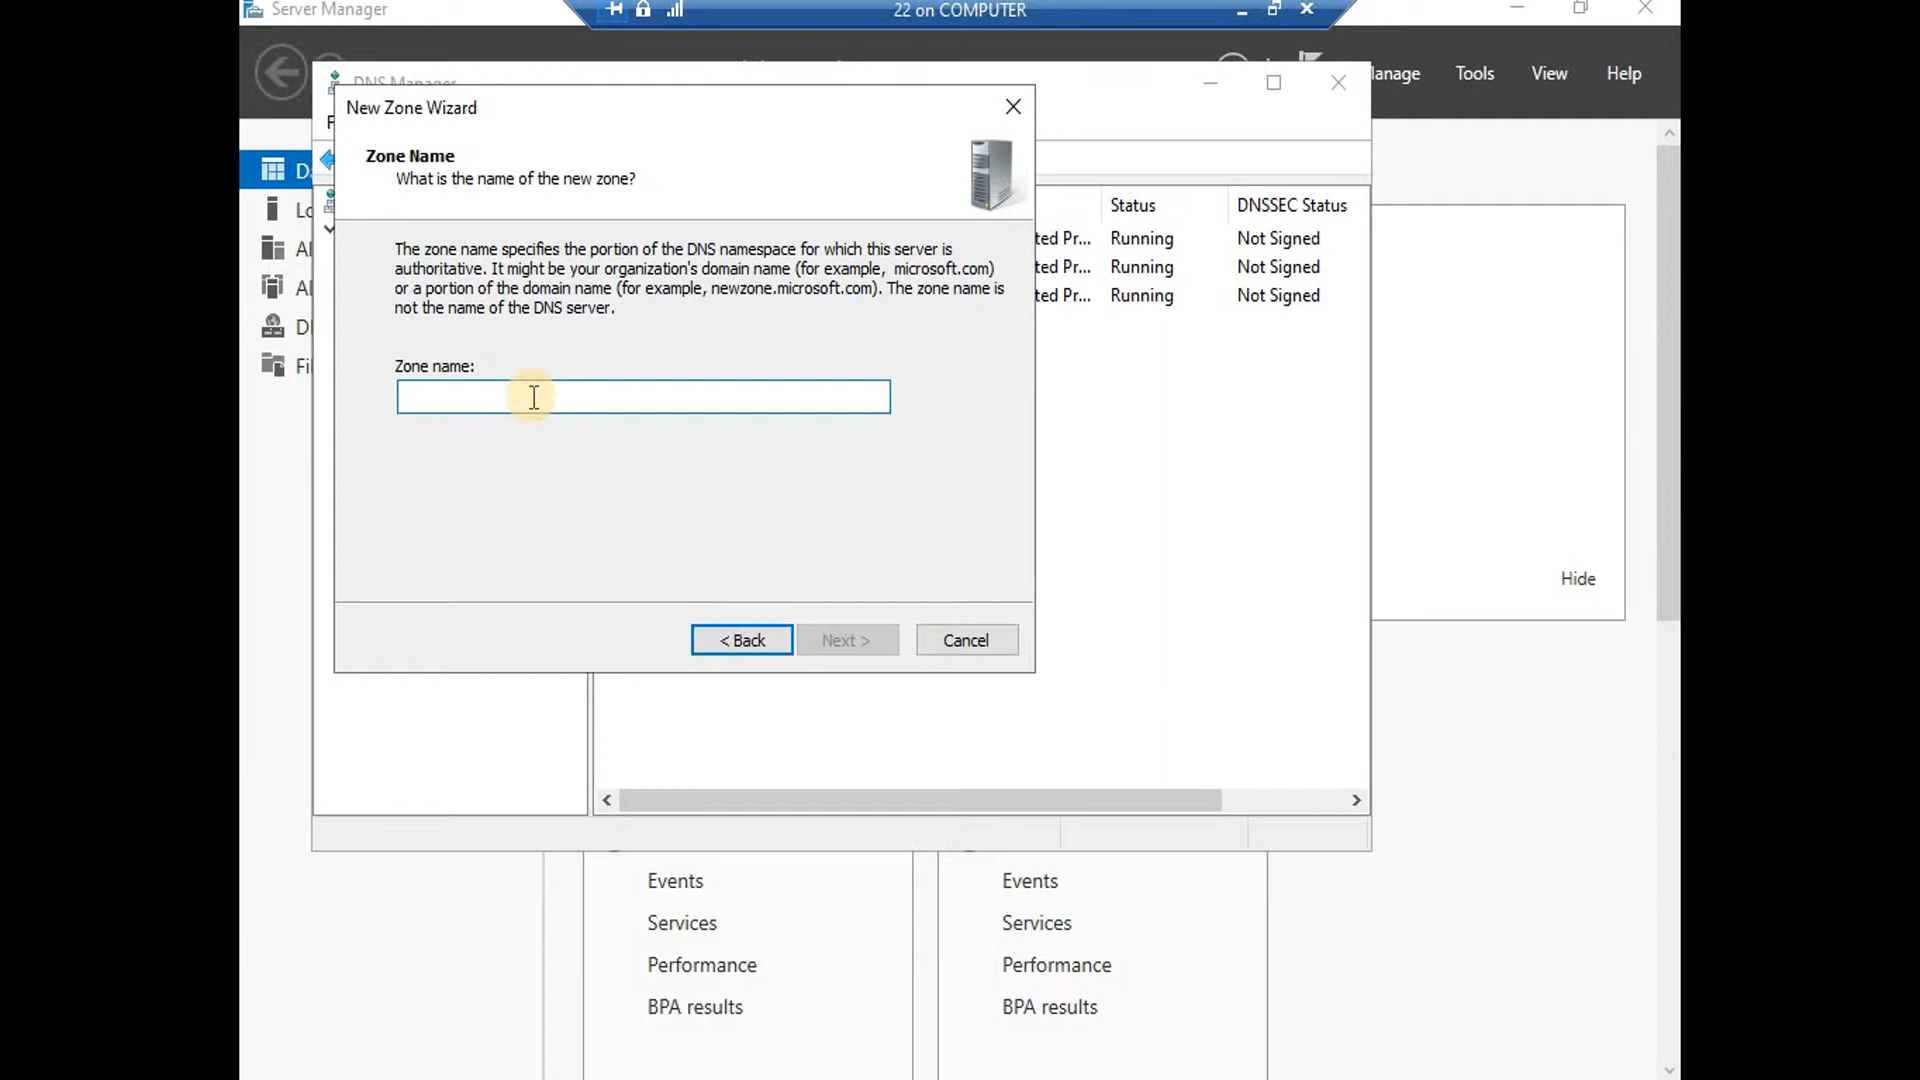 Server Manager
22 on COMPUTER
Manage Tools View Help
DNS Manager
New Zone Wizard
Zone Name
What is the name of the new zone?
The zone name specifies the portion of the DNS namespace for which this server is
authoritative. It might be your organization's domain name (for example, microsoft.com)
or a portion of the domain name (for example, newzone.microsoft.com). The zone name is
not the name of the DNS server.
Zone name:
< Back Next > Cancel
Status DNSSEC Status
ted Pr... Running Not Signed
ted Pr... Running Not Signed
ted Pr... Running Not Signed
Hide
Events Events
Services Services
Performance Performance
BPA results BPA results